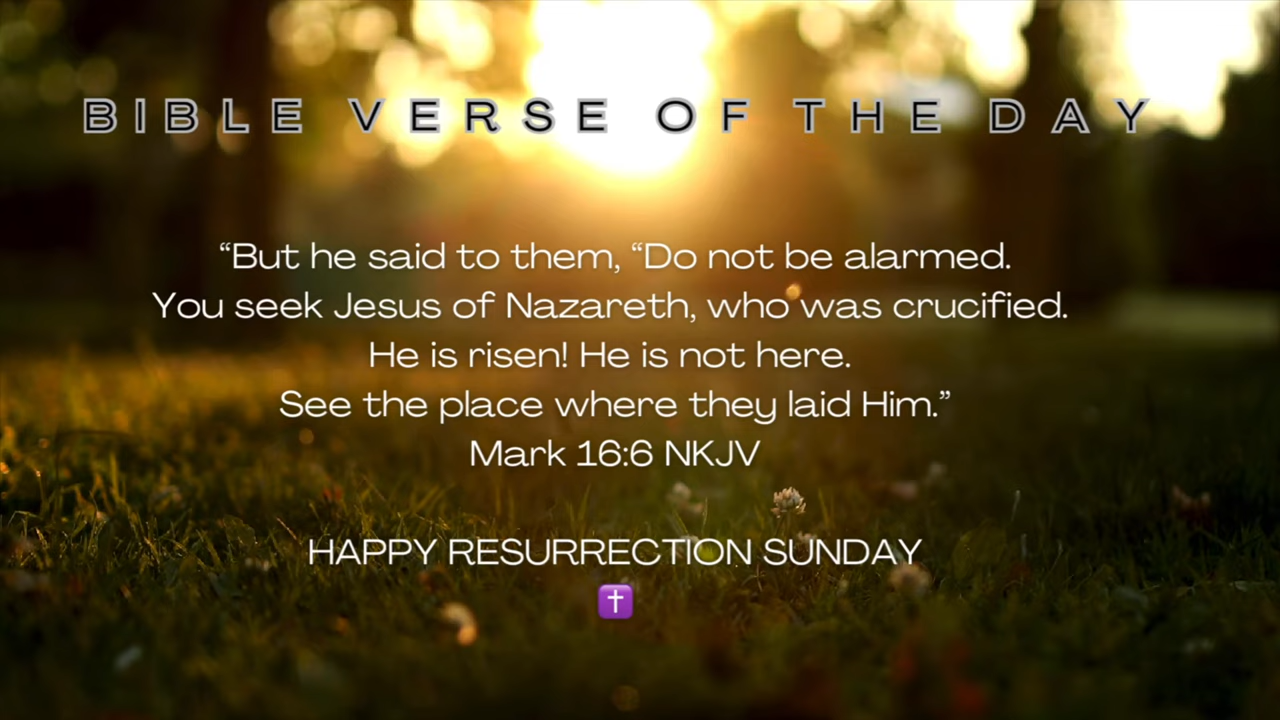 BIBLE VERSE OF THE DAY
“But he said to them, “Do not be alarmed.
You seek Jesus of Nazareth, who was crucified.
He is risen! He is not here.
See the place where they laid Him.”
Mark 16:6 NKJV
HAPPY RESURRECTION SUNDAY
✝️